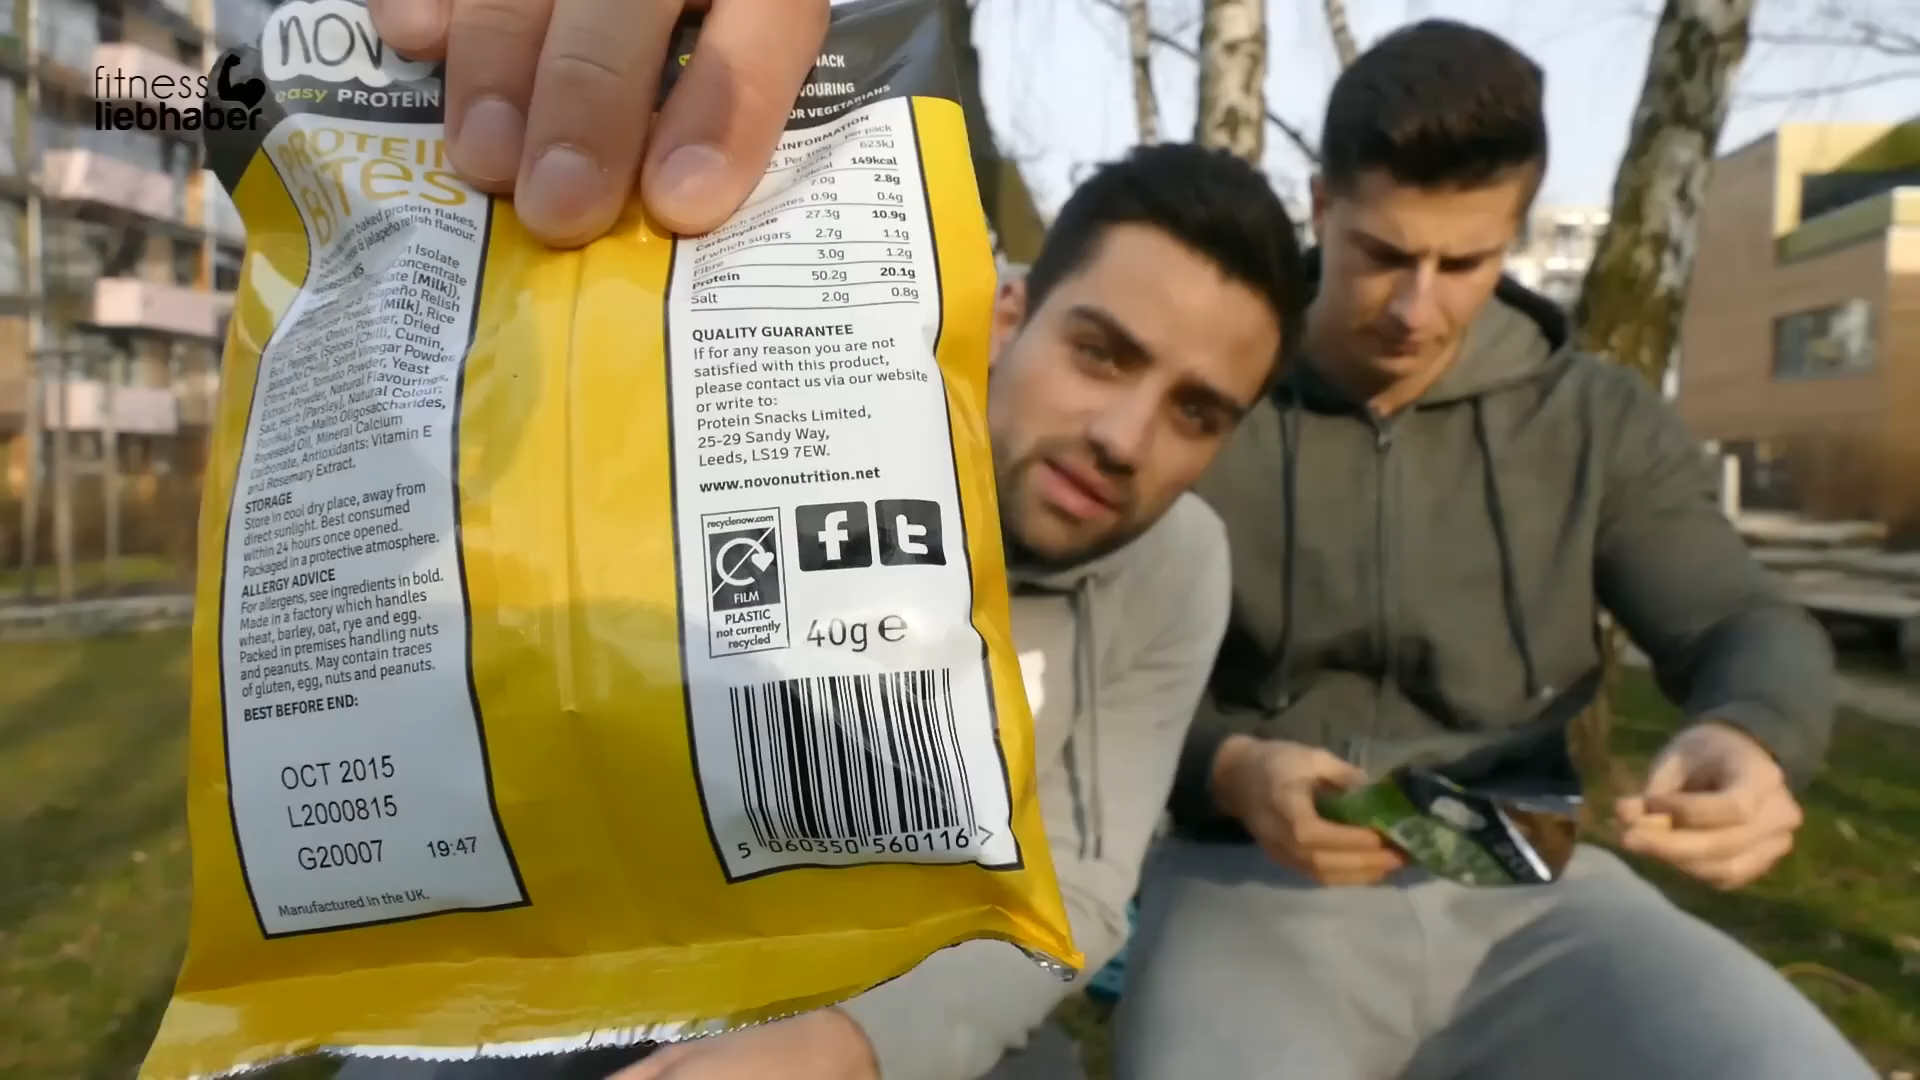 fitness
liebhaber
easy PROTEIN
PROTEIN
BITES
baked protein flakes,
& jalapeño relish flavour.
Isolate
Concentrate
[Milk]),
Jalapeño Relish
Powder [Milk], Rice
Sugar, Onion Powder, Dried
Bell Pepper, (Spices (Chilli, Cumin,
Jalapeño Chilli), Spirit Vinegar Powder,
Citric Acid, Tomato Powder, Yeast
Extract Powder, Natural Flavourings,
Salt, Herb (Parsley), Natural Colour:
Paprika), Iso-Malto Oligosaccharides,
Rapeseed Oil, Mineral Calcium
Carbonate, Antioxidants: Vitamin E
and Rosemary Extract.
STORAGE
Store in cool dry place, away from
direct sunlight. Best consumed
within 24 hours once opened.
Packaged in a protective atmosphere.
ALLERGY ADVICE
For allergens, see ingredients in bold.
Made in a factory which handles
wheat, barley, oat, rye and egg.
Packed in premises handling nuts
and peanuts. May contain traces
of gluten, egg, nuts and peanuts.
BEST BEFORE END:
OCT 2015
L2000815
G20007 19:47
Manufactured in the UK.
OR VEGETARIANS
INFORMATION
Per 100g per pack
623kJ
149kcal
7.0g 2.8g
of which saturates 0.9g 0.4g
Carbohydrate 27.3g 10.9g
of which sugars 2.7g 1.1g
Fibre 3.0g 1.2g
Protein 50.2g 20.1g
Salt 2.0g 0.8g
QUALITY GUARANTEE
If for any reason you are not
satisfied with this product,
please contact us via our website
or write to:
Protein Snacks Limited,
25-29 Sandy Way,
Leeds, LS19 7EW.
www.novonutrition.net
recyclenow.com
FILM
PLASTIC
not currently
recycled
f t
40g e
5 060350 560116 >